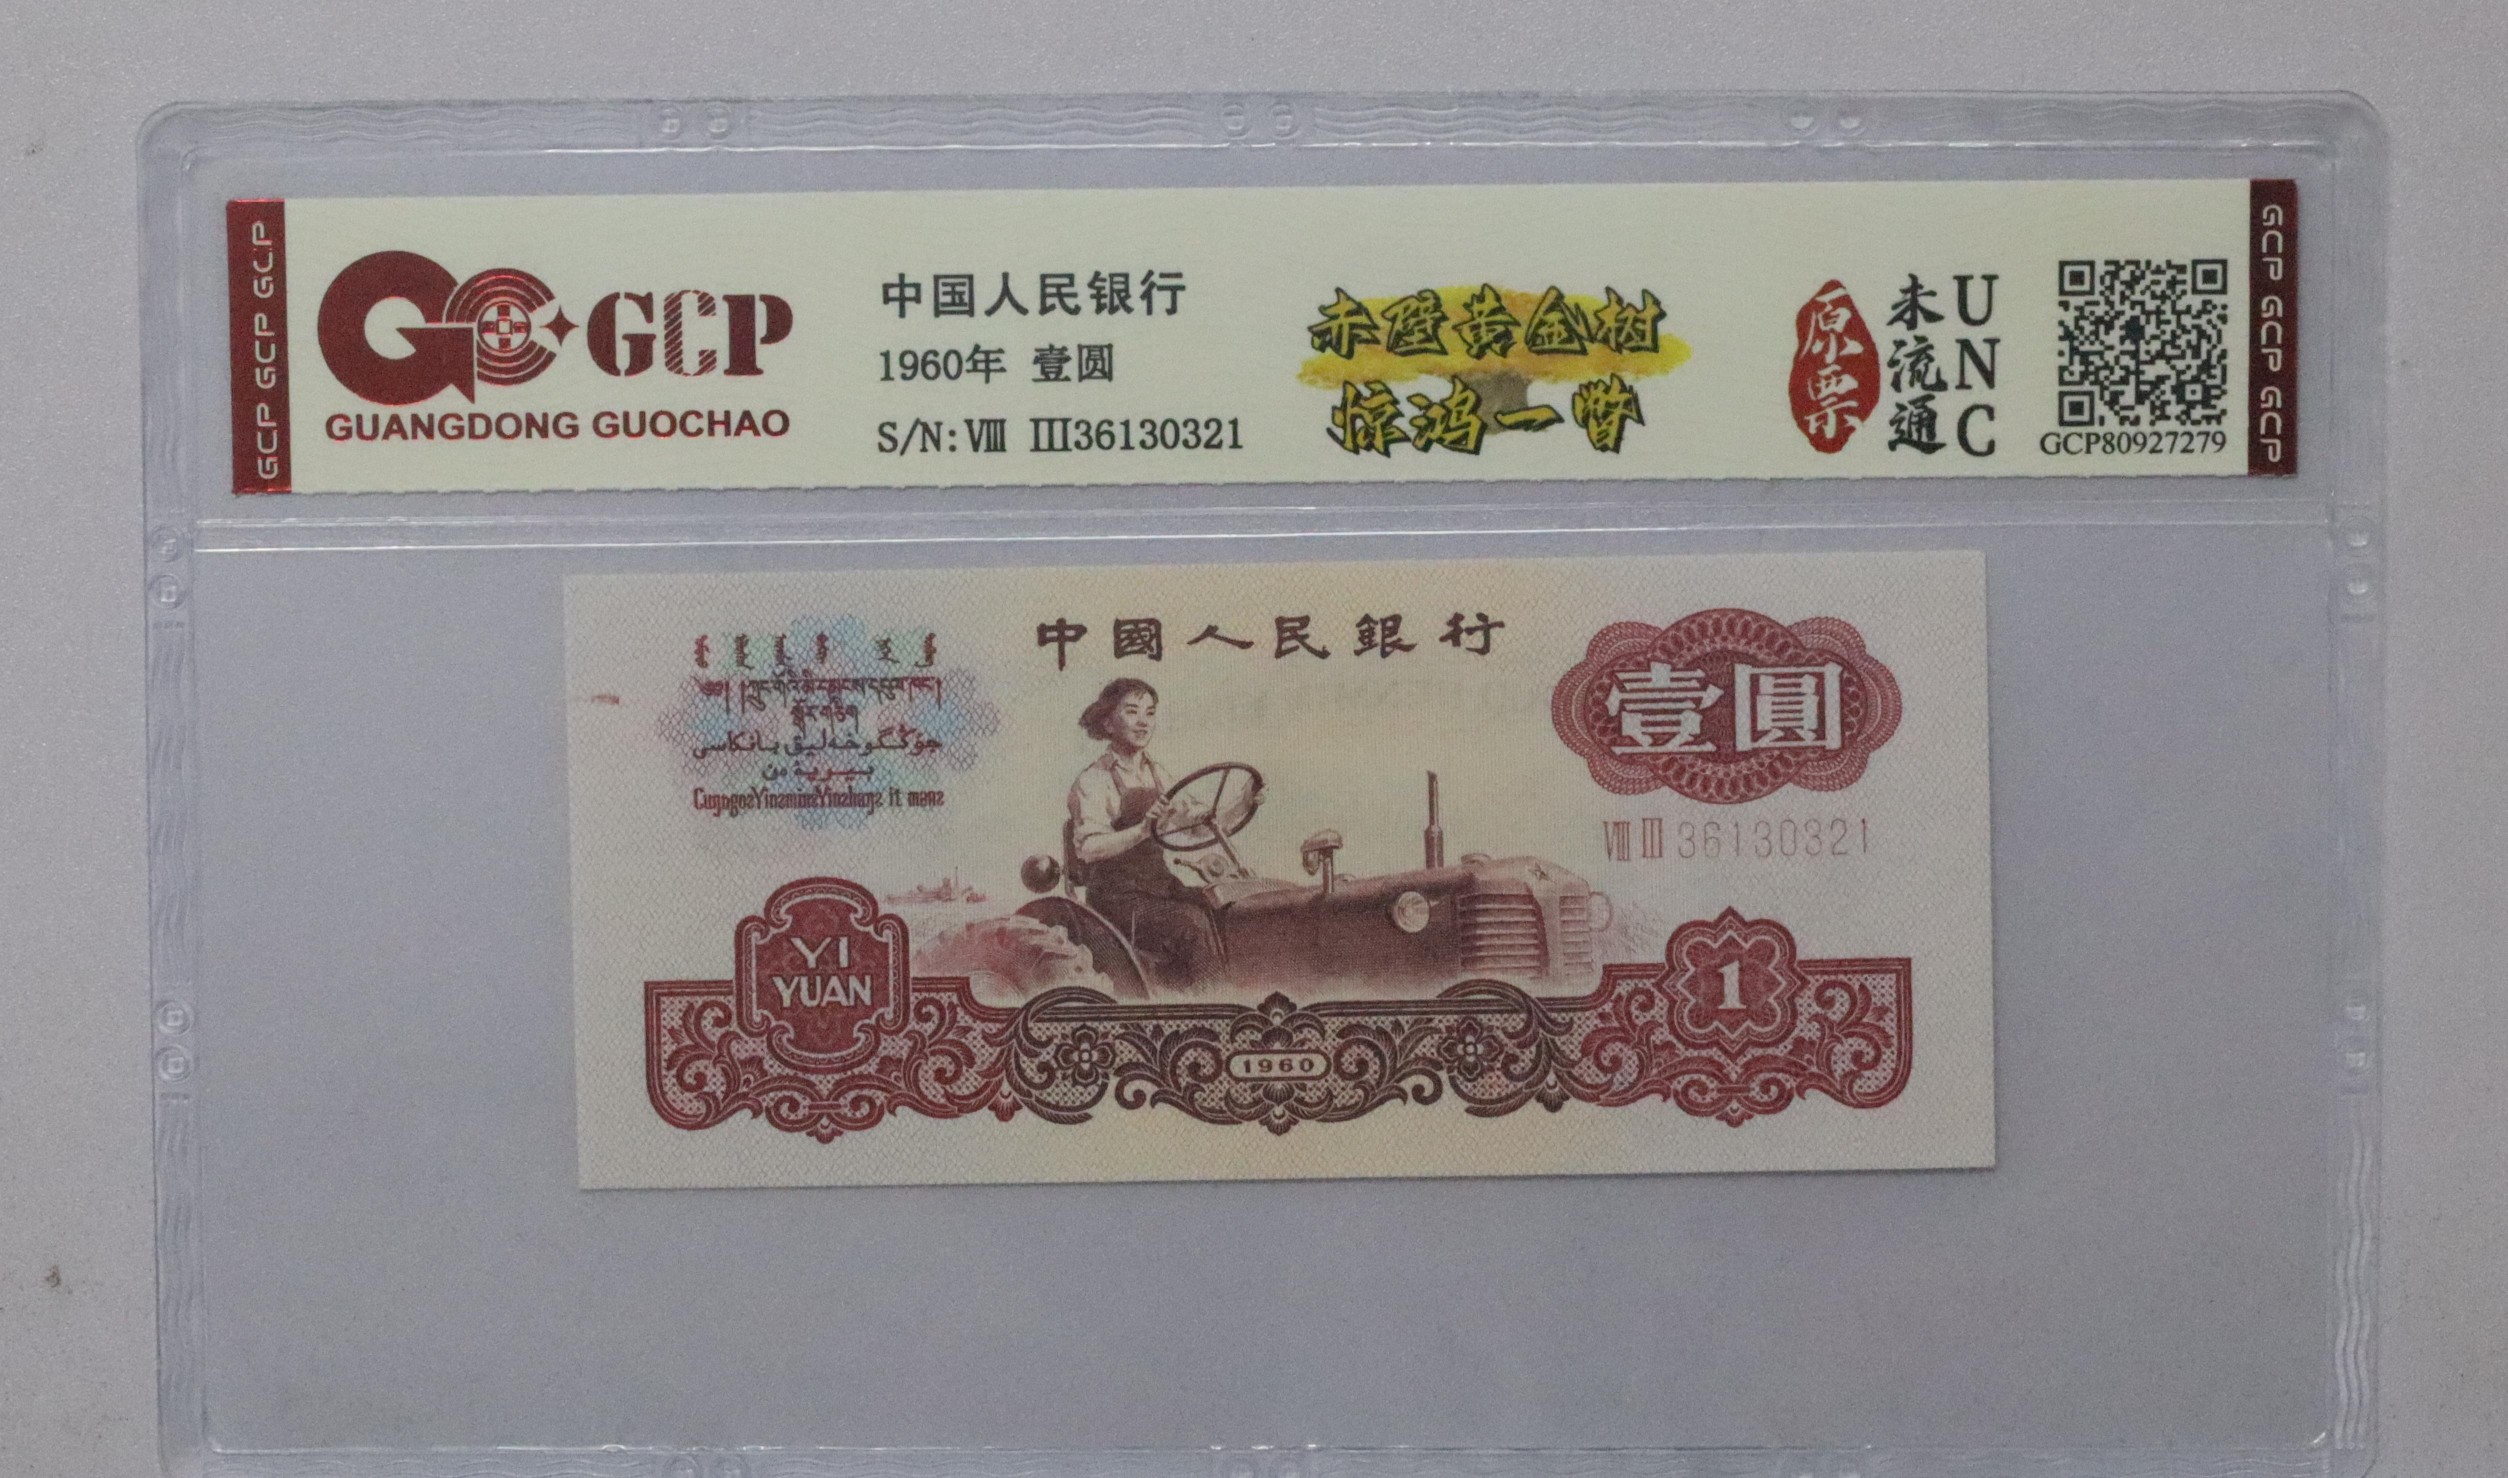 GCP GCP GCP
GCP
GUANGDONG GUOCHAO
中国人民银行
1960年 壹圆
S/N: Ⅷ Ⅲ36130321
赤壁黄金树
惊鸿一瞥
原票
未流通
UNC
GCP80927279
GCP GCP GCP
中國人民銀行
壹圓
Ⅷ Ⅲ 36130321
YI
YUAN
1960
1